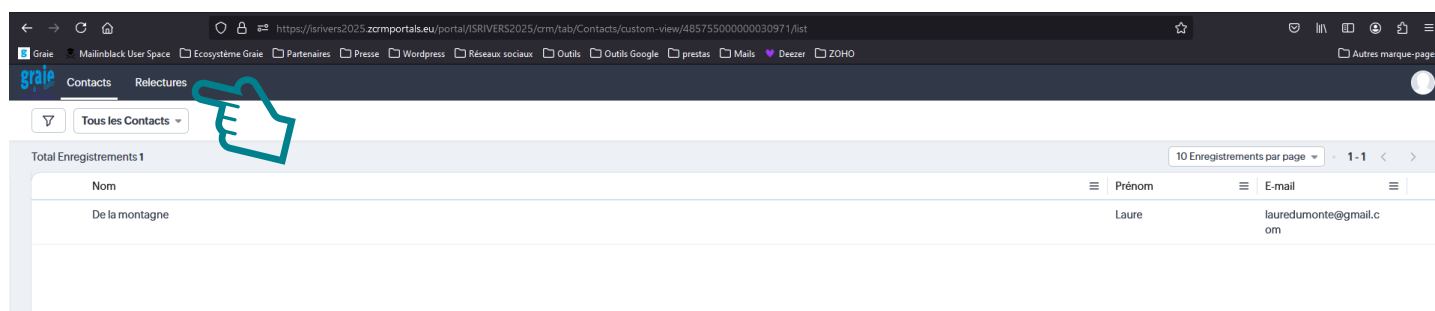 https://isrivers2025.zcrmportals.eu/portal/ISRIVERS2025/crm/tab/Contacts/custom-view/485755000000030971/list
Graie Mailinblack User Space Ecosystème Graie Partenaires Presse Wordpress Réseaux sociaux Outils Outils Google prestas Mails Deezer ZOHO Autres marque-page
graie Contacts Relectures
Tous les Contacts
Total Enregistrements 1 10 Enregistrements par page 1 - 1
Nom Prénom E-mail
De la montagne Laure lauredumonte@gmail.c
om